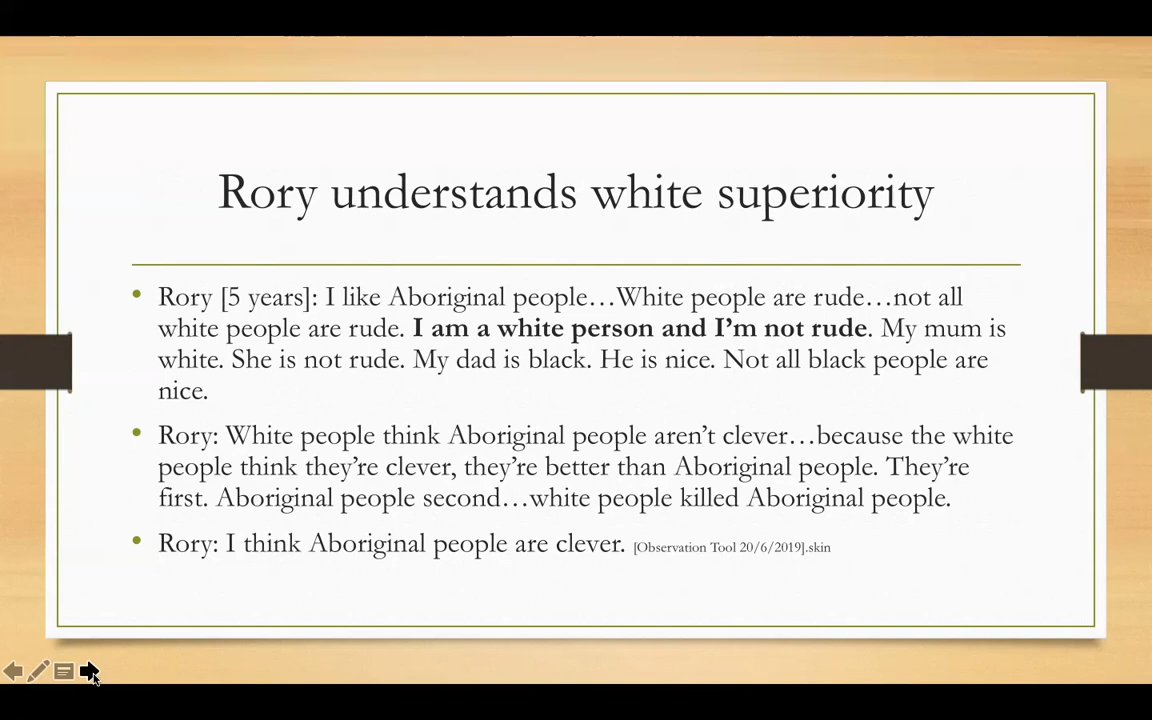 Rory understands white superiority
• Rory [5 years]: I like Aboriginal people…White people are rude…not all
white people are rude. I am a white person and I’m not rude. My mum is
white. She is not rude. My dad is black. He is nice. Not all black people are
nice.
• Rory: White people think Aboriginal people aren’t clever…because the white
people think they’re clever, they’re better than Aboriginal people. They’re
first. Aboriginal people second…white people killed Aboriginal people.
• Rory: I think Aboriginal people are clever. [Observation Tool 20/6/2019].skin